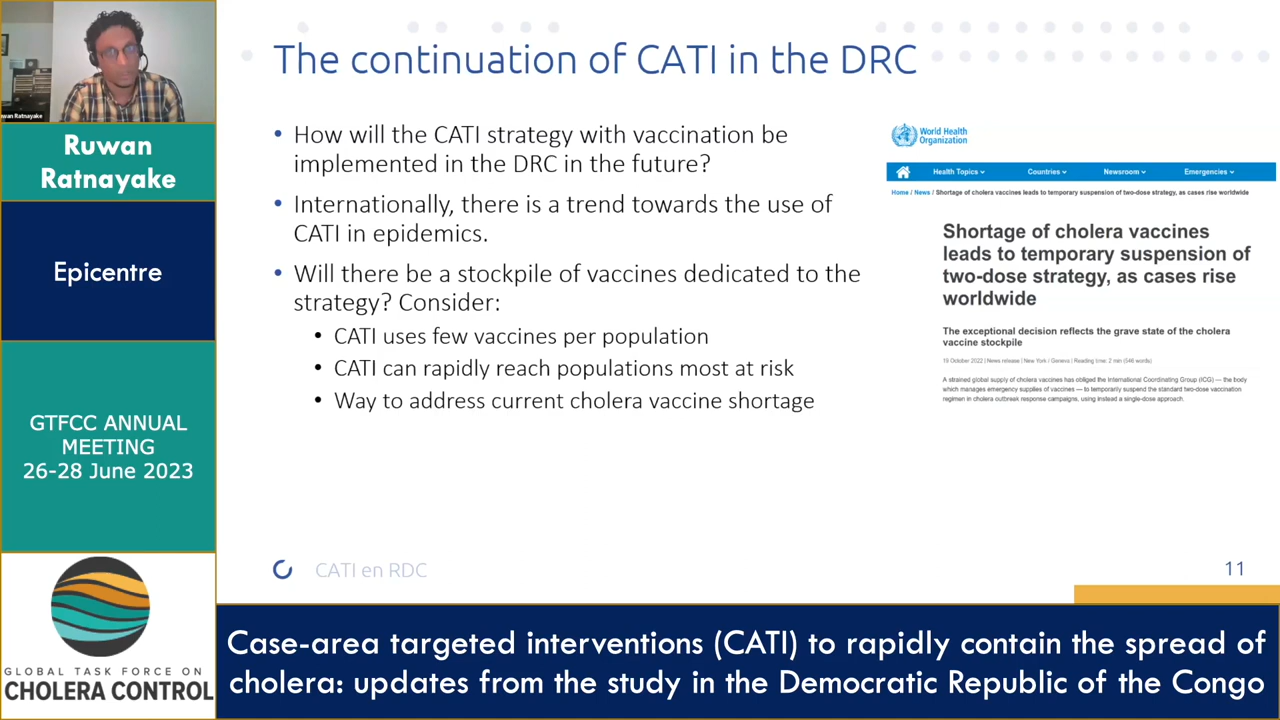 wan Ratnayake
Ruwan
Ratnayake
Epicentre
GTFCC ANNUAL
MEETING
26-28 June 2023
GLOBAL TASK FORCE ON
CHOLERA CONTROL
The continuation of CATI in the DRC
• How will the CATI strategy with vaccination be
implemented in the DRC in the future?
• Internationally, there is a trend towards the use of
CATI in epidemics.
• Will there be a stockpile of vaccines dedicated to the
strategy? Consider:
• CATI uses few vaccines per population
• CATI can rapidly reach populations most at risk
• Way to address current cholera vaccine shortage
World Health
Organization
Health Topics Countries Newsroom Emergencies
Home / News / Shortage of cholera vaccines leads to temporary suspension of two-dose strategy, as cases rise worldwide
Shortage of cholera vaccines
leads to temporary suspension of
two-dose strategy, as cases rise
worldwide
The exceptional decision reflects the grave state of the cholera
vaccine stockpile
19 October 2022 | News release | New York / Geneva | Reading time: 2 min (546 words)
A strained global supply of cholera vaccines has obliged the International Coordinating Group (ICG) — the body
which manages emergency supplies of vaccines — to temporarily suspend the standard two-dose vaccination
regimen in cholera outbreak response campaigns, using instead a single-dose approach.
CATI en RDC
11
Case-area targeted interventions (CATI) to rapidly contain the spread of
cholera: updates from the study in the Democratic Republic of the Congo